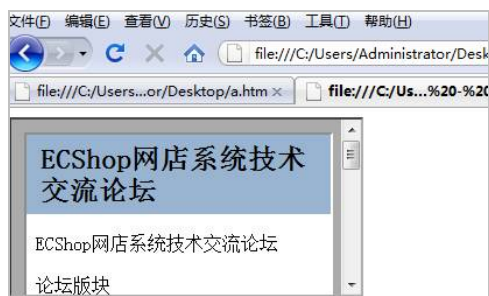 文件(F) 编辑(E) 查看(V) 历史(S) 书签(B) 工具(T) 帮助(H)
file:///C:/Users/Administrator/Desk
file:///C:/Users...or/Desktop/a.htm × file:///C:/Us...%20-%20
ECShop网店系统技术
交流论坛
ECShop网店系统技术交流论坛
论坛版块